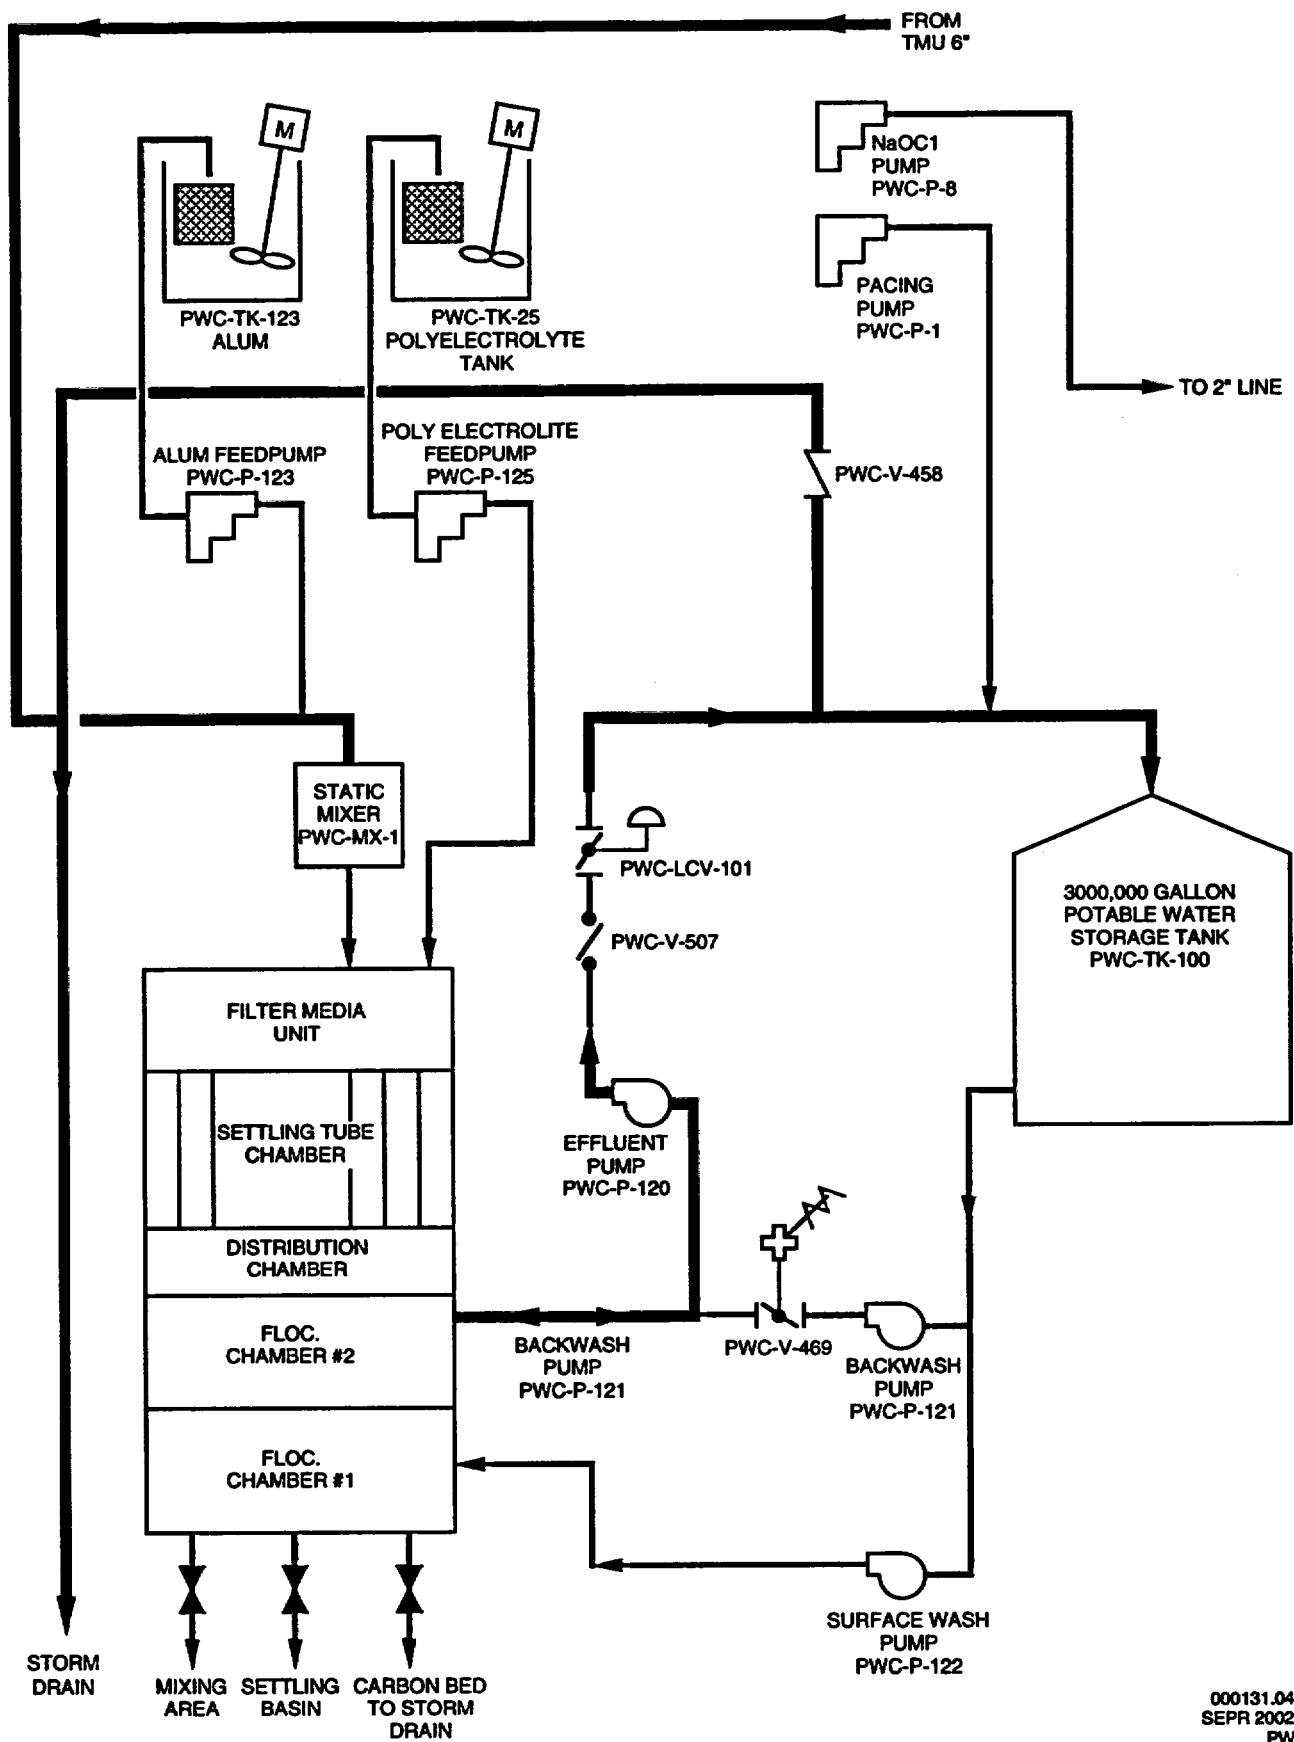 FROM
TMU 6"
M
M
NaOC1
PUMP
PWC-P-8
PACING
PUMP
PWC-P-1
PWC-TK-123
ALUM
PWC-TK-25
POLYELECTROLYTE
TANK
TO 2" LINE
ALUM FEEDPUMP
PWC-P-123
POLY ELECTROLITE
FEEDPUMP
PWC-P-125
PWC-V-458
STATIC
MIXER
PWC-MX-1
PWC-LCV-101
PWC-V-507
3000,000 GALLON
POTABLE WATER
STORAGE TANK
PWC-TK-100
FILTER MEDIA
UNIT
SETTLING TUBE
CHAMBER
EFFLUENT
PUMP
PWC-P-120
DISTRIBUTION
CHAMBER
FLOC.
CHAMBER #2
BACKWASH
PUMP
PWC-P-121
PWC-V-469
BACKWASH
PUMP
PWC-P-121
FLOC.
CHAMBER #1
SURFACE WASH
PUMP
PWC-P-122
STORM
DRAIN
MIXING
AREA
SETTLING
BASIN
CARBON BED
TO STORM
DRAIN
000131.04
SEPR 2002
PW